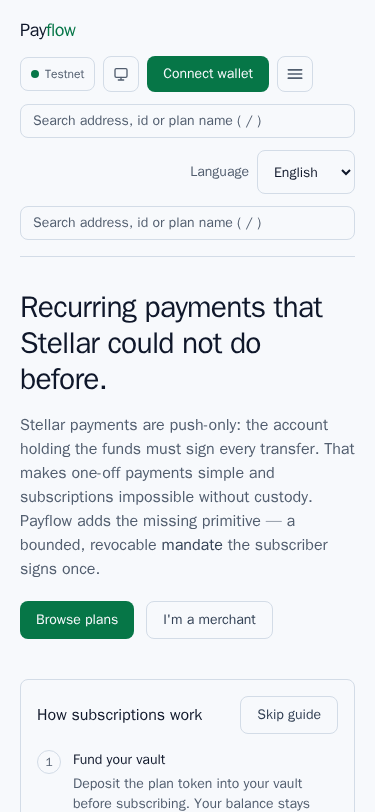 Payflow
Testnet
Connect wallet
Search address, id or plan name ( / )
Language
English
Search address, id or plan name ( / )
Recurring payments that
Stellar could not do
before.
Stellar payments are push-only: the account
holding the funds must sign every transfer. That
makes one-off payments simple and
subscriptions impossible without custody.
Payflow adds the missing primitive — a
bounded, revocable mandate the subscriber
signs once.
Browse plans
I'm a merchant
How subscriptions work
Skip guide
1
Fund your vault
Deposit the plan token into your vault
before subscribing. Your balance stays